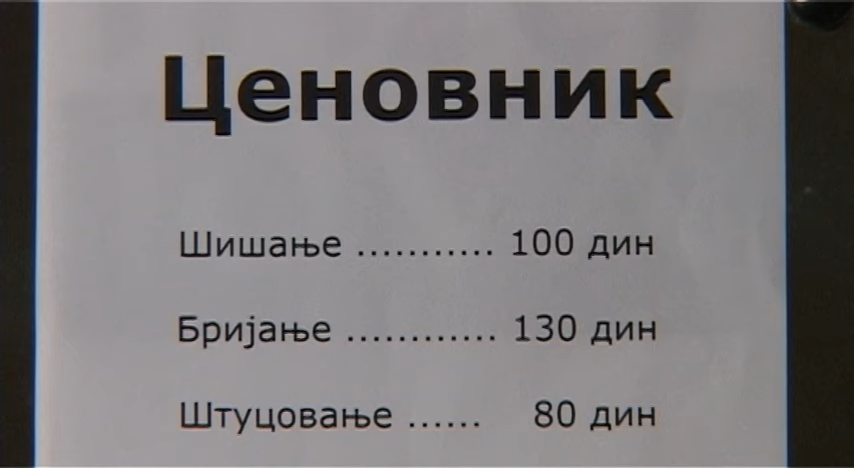 Ценовник
Шишање ........... 100 дин
Бријање ............ 130 дин
Штуцовање ...... 80 дин